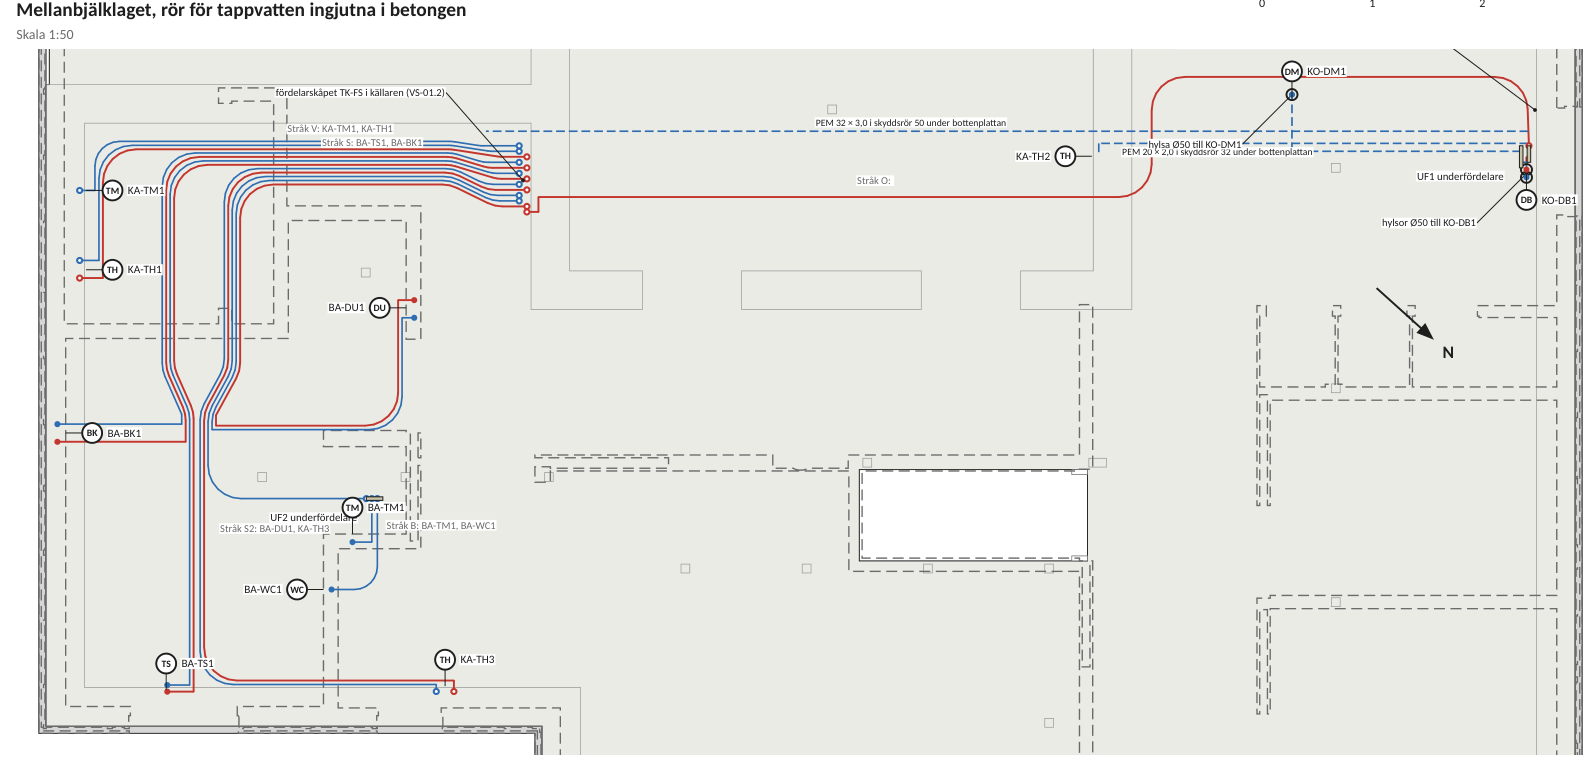 Mellanbjälklaget, rör för tappvatten ingjutna i betongen
0 1 2
Skala 1:50
DM KO-DM1
fördelarskåpet TK-FS i källaren (VS-01.2)
PEM 32 × 3,0 i skyddsrör 50 under bottenplattan
Stråk V: KA-TM1, KA-TH1
Stråk S: BA-TS1, BA-BK1
hylsa Ø50 till KO-DM1
PEM 20 × 2,0 i skyddsrör 32 under bottenplattan
KA-TH2 TH
UF1 underfördelare
Stråk O:
TM KA-TM1
DB KO-DB1
hylsor Ø50 till KO-DB1
TH KA-TH1
BA-DU1 DU
N
BK BA-BK1
TM BA-TM1
UF2 underfördelare
Stråk S2: BA-DU1, KA-TH3
Stråk B: BA-TM1, BA-WC1
BA-WC1 WC
TS BA-TS1
TH KA-TH3